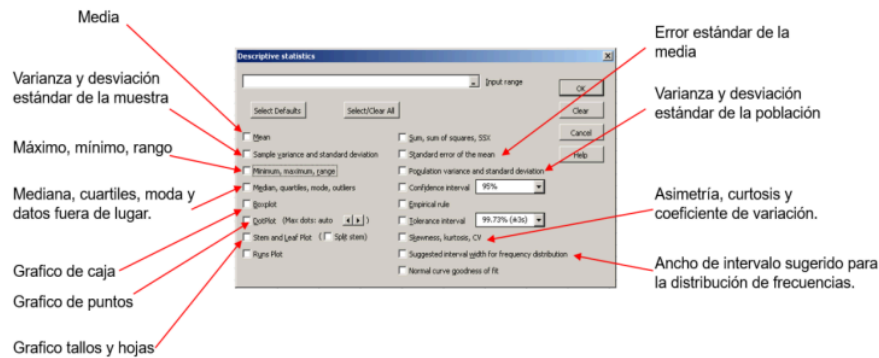 Media
Varianza y desviación
estándar de la muestra
Máximo, mínimo, rango
Mediana, cuartiles, moda y
datos fuera de lugar.
Grafico de caja
Grafico de puntos
Grafico tallos y hojas
Descriptive statistics
Input range
OK
Select Defaults
Select/Clear All
Clear
Cancel
Help
Mean
Sample variance and standard deviation
Minimum, maximum, range
Median, quartiles, mode, outliers
Boxplot
DotPlot (Max dots: auto )
Stem and Leaf Plot ( Split stem)
Runs Plot
Sum, sum of squares, SSX
Standard error of the mean
Population variance and standard deviation
Confidence interval 95%
Empirical rule
Tolerance interval 99.73% (±3s)
Skewness, kurtosis, CV
Suggested interval width for frequency distribution
Normal curve goodness of fit
Error estándar de la
media
Varianza y desviación
estándar de la población
Asimetría, curtosis y
coeficiente de variación.
Ancho de intervalo sugerido para
la distribución de frecuencias.